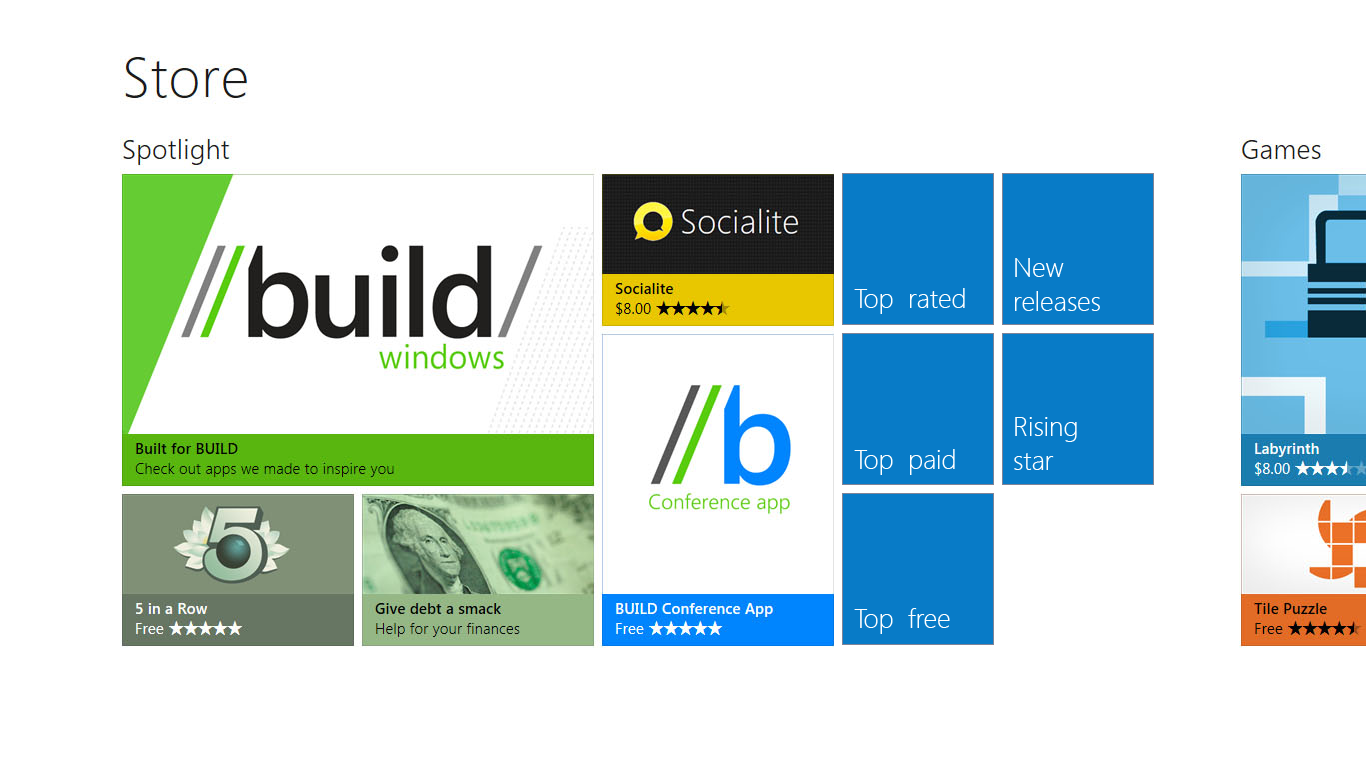 Store
Spotlight
//build/
windows
Built for BUILD
Check out apps we made to inspire you
5
5 in a Row
Free ★★★★★
Give debt a smack
Help for your finances
Socialite
Socialite
$8.00
//b
Conference app
BUILD Conference App
Free ★★★★★
Top rated
New
releases
Top paid
Rising
star
Top free
Games
Labyrinth
$8.00
Tile Puzzle
Free